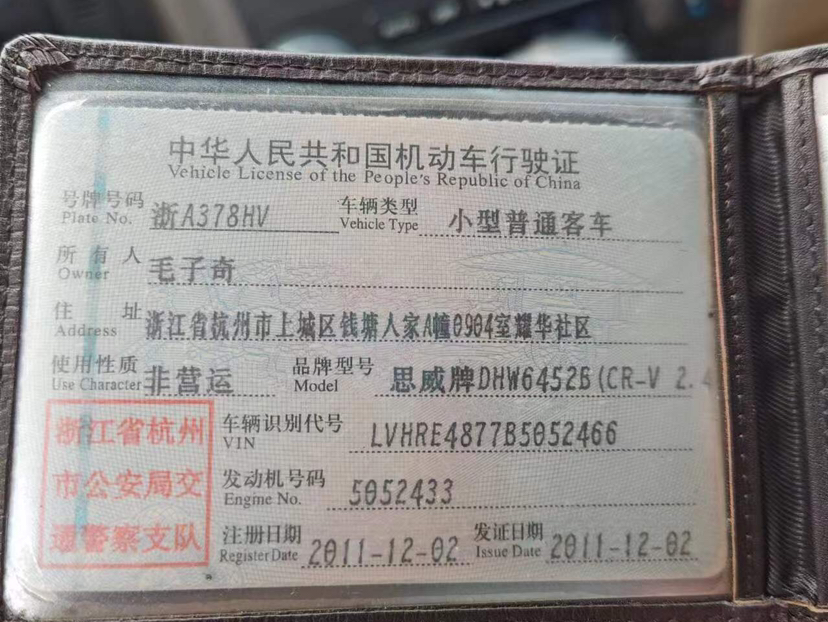 中华人民共和国机动车行驶证
Vehicle License of the People's Republic of China
号牌号码 浙A378HV 车辆类型 小型普通客车
Plate No. Vehicle Type
所有人 毛子奇
Owner
住址 浙江省杭州市上城区钱塘人家A幢0904室耀华社区
Address
使用性质 非营运 品牌型号 思威牌DHW6452B(CR-V 2.4
Use Character Model
浙江省杭州 车辆识别代号 LVHRE4877B5052466
VIN
市公安局交 发动机号码 5052433
Engine No.
通警察支队 注册日期 2011-12-02 发证日期 2011-12-02
Register Date Issue Date